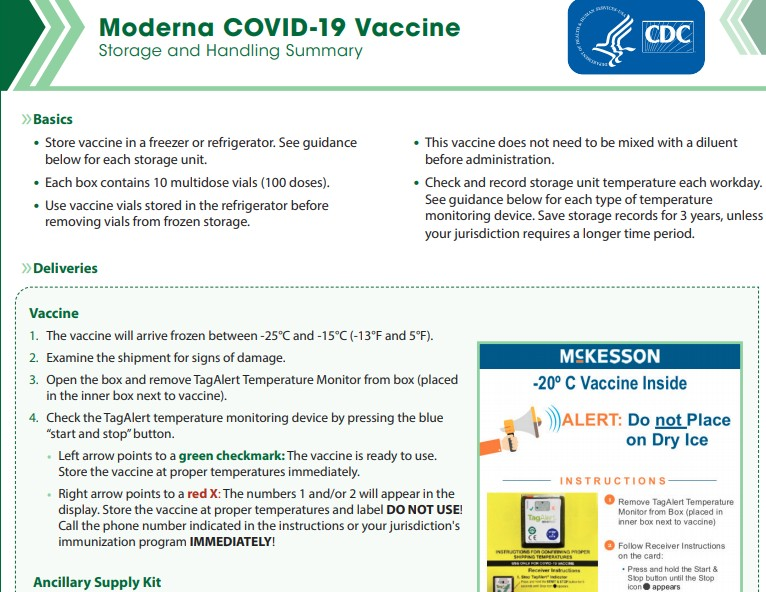 Moderna COVID-19 Vaccine
Storage and Handling Summary
CDC
Basics
• Store vaccine in a freezer or refrigerator. See guidance
below for each storage unit.
• Each box contains 10 multidose vials (100 doses).
• Use vaccine vials stored in the refrigerator before
removing vials from frozen storage.
• This vaccine does not need to be mixed with a diluent
before administration.
• Check and record storage unit temperature each workday.
See guidance below for each type of temperature
monitoring device. Save storage records for 3 years, unless
your jurisdiction requires a longer time period.
Deliveries
Vaccine
1. The vaccine will arrive frozen between -25°C and -15°C (-13°F and 5°F).
2. Examine the shipment for signs of damage.
3. Open the box and remove TagAlert Temperature Monitor from box (placed
in the inner box next to vaccine).
4. Check the TagAlert temperature monitoring device by pressing the blue
“start and stop” button.
• Left arrow points to a green checkmark: The vaccine is ready to use.
Store the vaccine at proper temperatures immediately.
• Right arrow points to a red X: The numbers 1 and/or 2 will appear in the
display. Store the vaccine at proper temperatures and label DO NOT USE!
Call the phone number indicated in the instructions or your jurisdiction's
immunization program IMMEDIATELY!
Ancillary Supply Kit
MCKESSON
-20º C Vaccine Inside
ALERT: Do not Place
on Dry Ice
INSTRUCTIONS
TagAlert
INSTRUCTIONS FOR CONFIRMING PROPER
SHIPPING TEMPERATURES
Receiver Instructions
1 Remove TagAlert Temperature
Monitor from Box (placed in
inner box next to vaccine)
Follow Receiver Instructions
on the card:
• Press and hold the Start &
Stop button until the Stop
icon appears